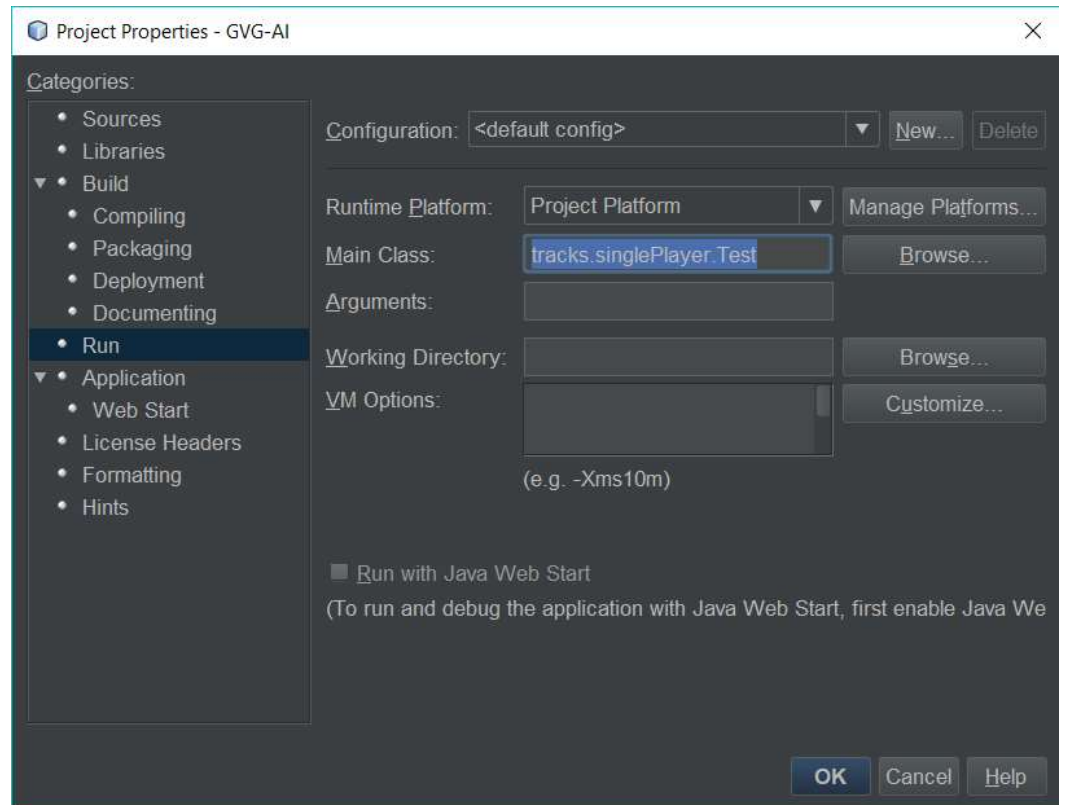 Project Properties - GVG-AI
Categories:
Sources
Libraries
Build
Compiling
Packaging
Deployment
Documenting
Run
Application
Web Start
License Headers
Formatting
Hints
Configuration: <default config> New... Delete
Runtime Platform: Project Platform Manage Platforms...
Main Class: tracks.singlePlayer.Test Browse...
Arguments:
Working Directory: Browse...
VM Options: Customize...
(e.g. -Xms10m)
Run with Java Web Start
(To run and debug the application with Java Web Start, first enable Java We
OK Cancel Help